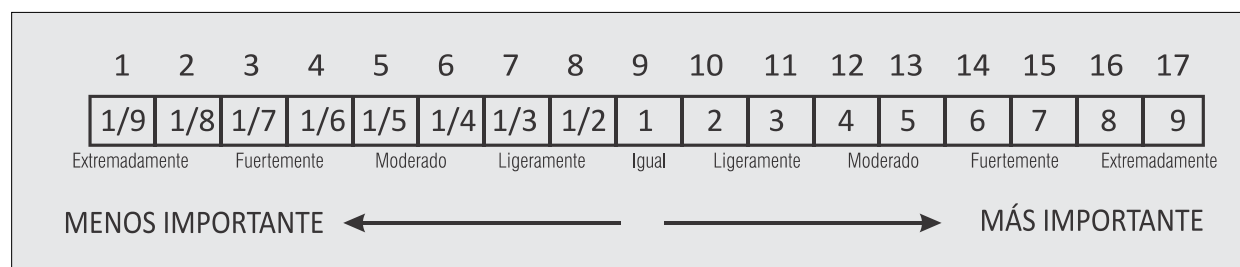 1 2 3 4 5 6 7 8 9 10 11 12 13 14 15 16 17
1/9 1/8 1/7 1/6 1/5 1/4 1/3 1/2 1 2 3 4 5 6 7 8 9
Extremadamente Fuertemente Moderado Ligeramente Igual Ligeramente Moderado Fuertemente Extremadamente
MENOS IMPORTANTE MÁS IMPORTANTE